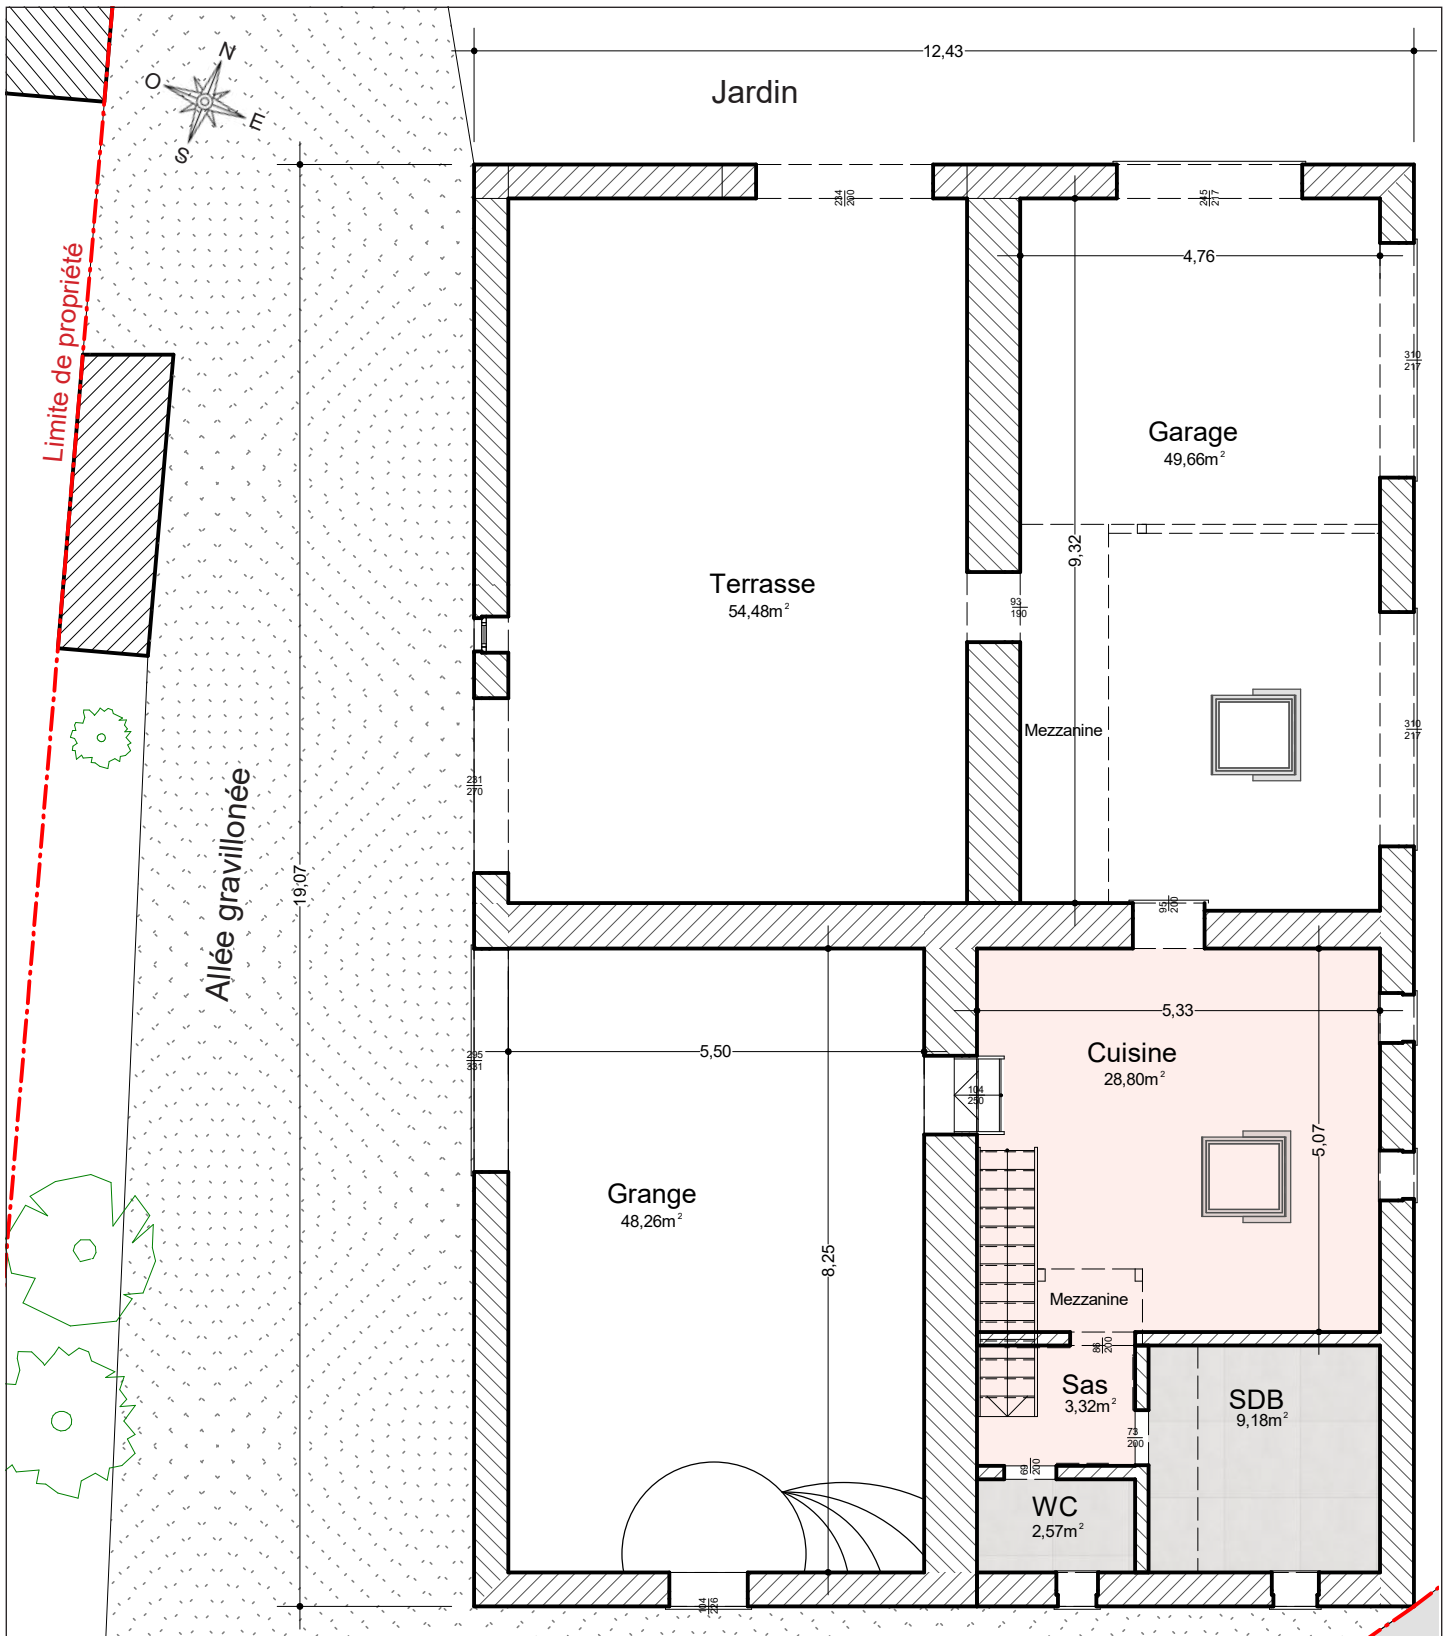 12,43
Jardin
N
O
E
S
234
200
245
217
4,76
Limite de propriété
310
217
Garage
49,66m²
9,32
Terrasse
54,48m²
93
190
Mezzanine
310
217
231
270
Allée gravillonée
19,07
95
200
5,33
5,50
295
331
Cuisine
28,80m²
104
250
5,07
Grange
48,26m²
8,25
Mezzanine
86
200
Sas
3,32m²
SDB
9,18m²
73
200
69
200
WC
2,57m²
104
226